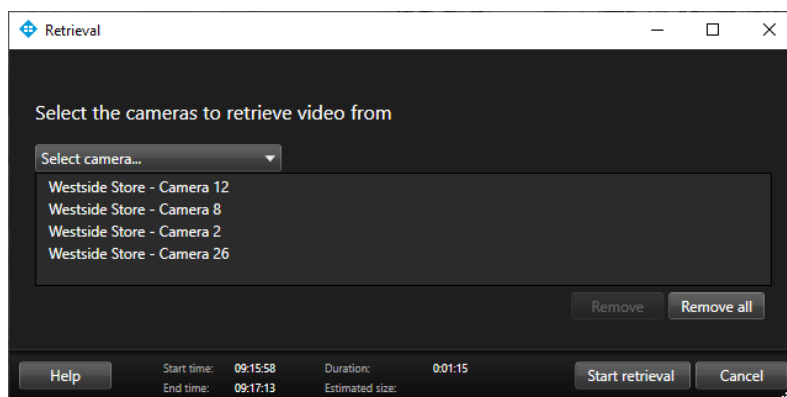 Retrieval
Select the cameras to retrieve video from
Select camera...
Westside Store - Camera 12
Westside Store - Camera 8
Westside Store - Camera 2
Westside Store - Camera 26
Remove Remove all
Help Start time: 09:15:58 Duration: 0:01:15 Start retrieval Cancel
End time: 09:17:13 Estimated size: